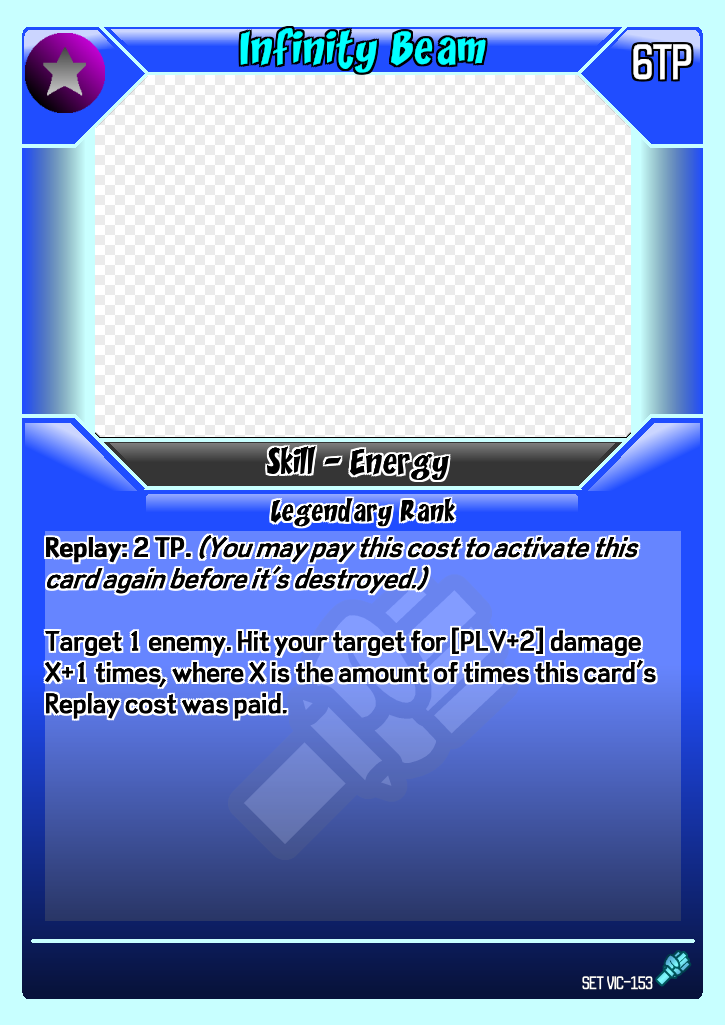 Infinity Beam
6TP
Skill - Energy
Legendary Rank
Replay: 2 TP. (You may pay this cost to activate this
card again before it's destroyed.)
Target 1 enemy. Hit your target for [PLV+2] damage
X+1 times, where X is the amount of times this card's
Replay cost was paid.
SET VIC-153